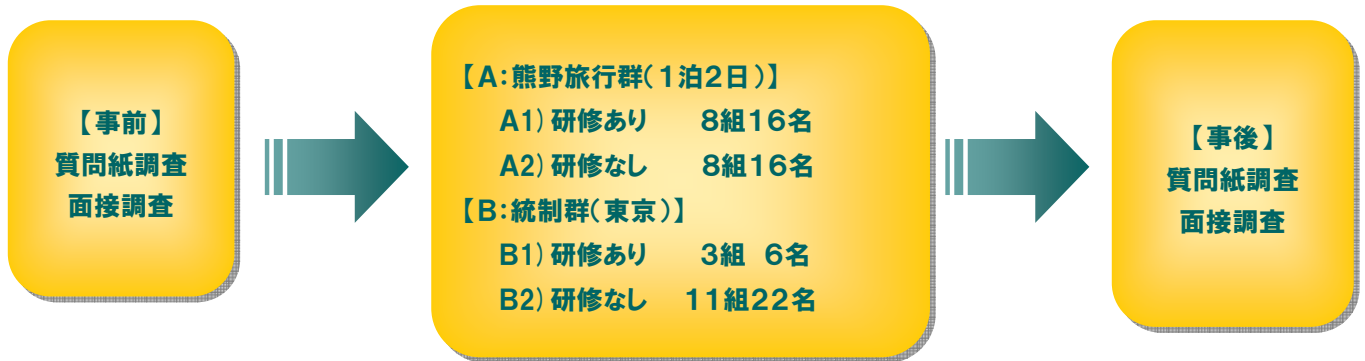 【事前】
質問紙調査
面接調査
【A:熊野旅行群(1泊2日)】
A1)研修あり 8組16名
A2)研修なし 8組16名
【B:統制群(東京)】
B1)研修あり 3組 6名
B2)研修なし 11組22名
【事後】
質問紙調査
面接調査